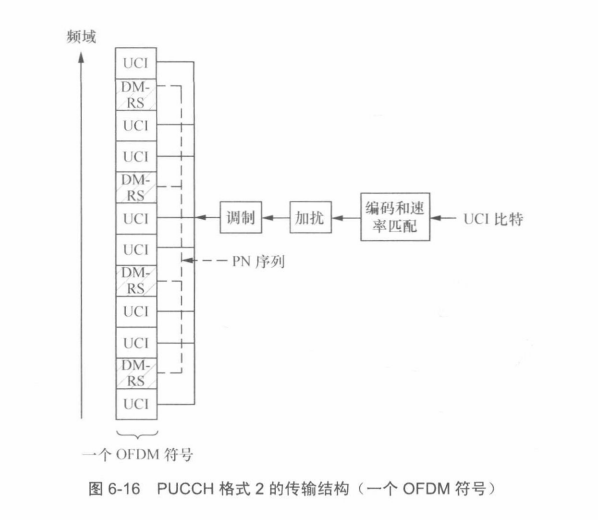 频域
UCI
DM-
RS
UCI
UCI
DM-
RS
UCI
UCI
DM-
RS
UCI
UCI
DM-
RS
UCI
调制
加扰
编码和速
率匹配
UCI 比特
PN 序列
一个 OFDM 符号
图 6-16 PUCCH 格式 2 的传输结构（一个 OFDM 符号）